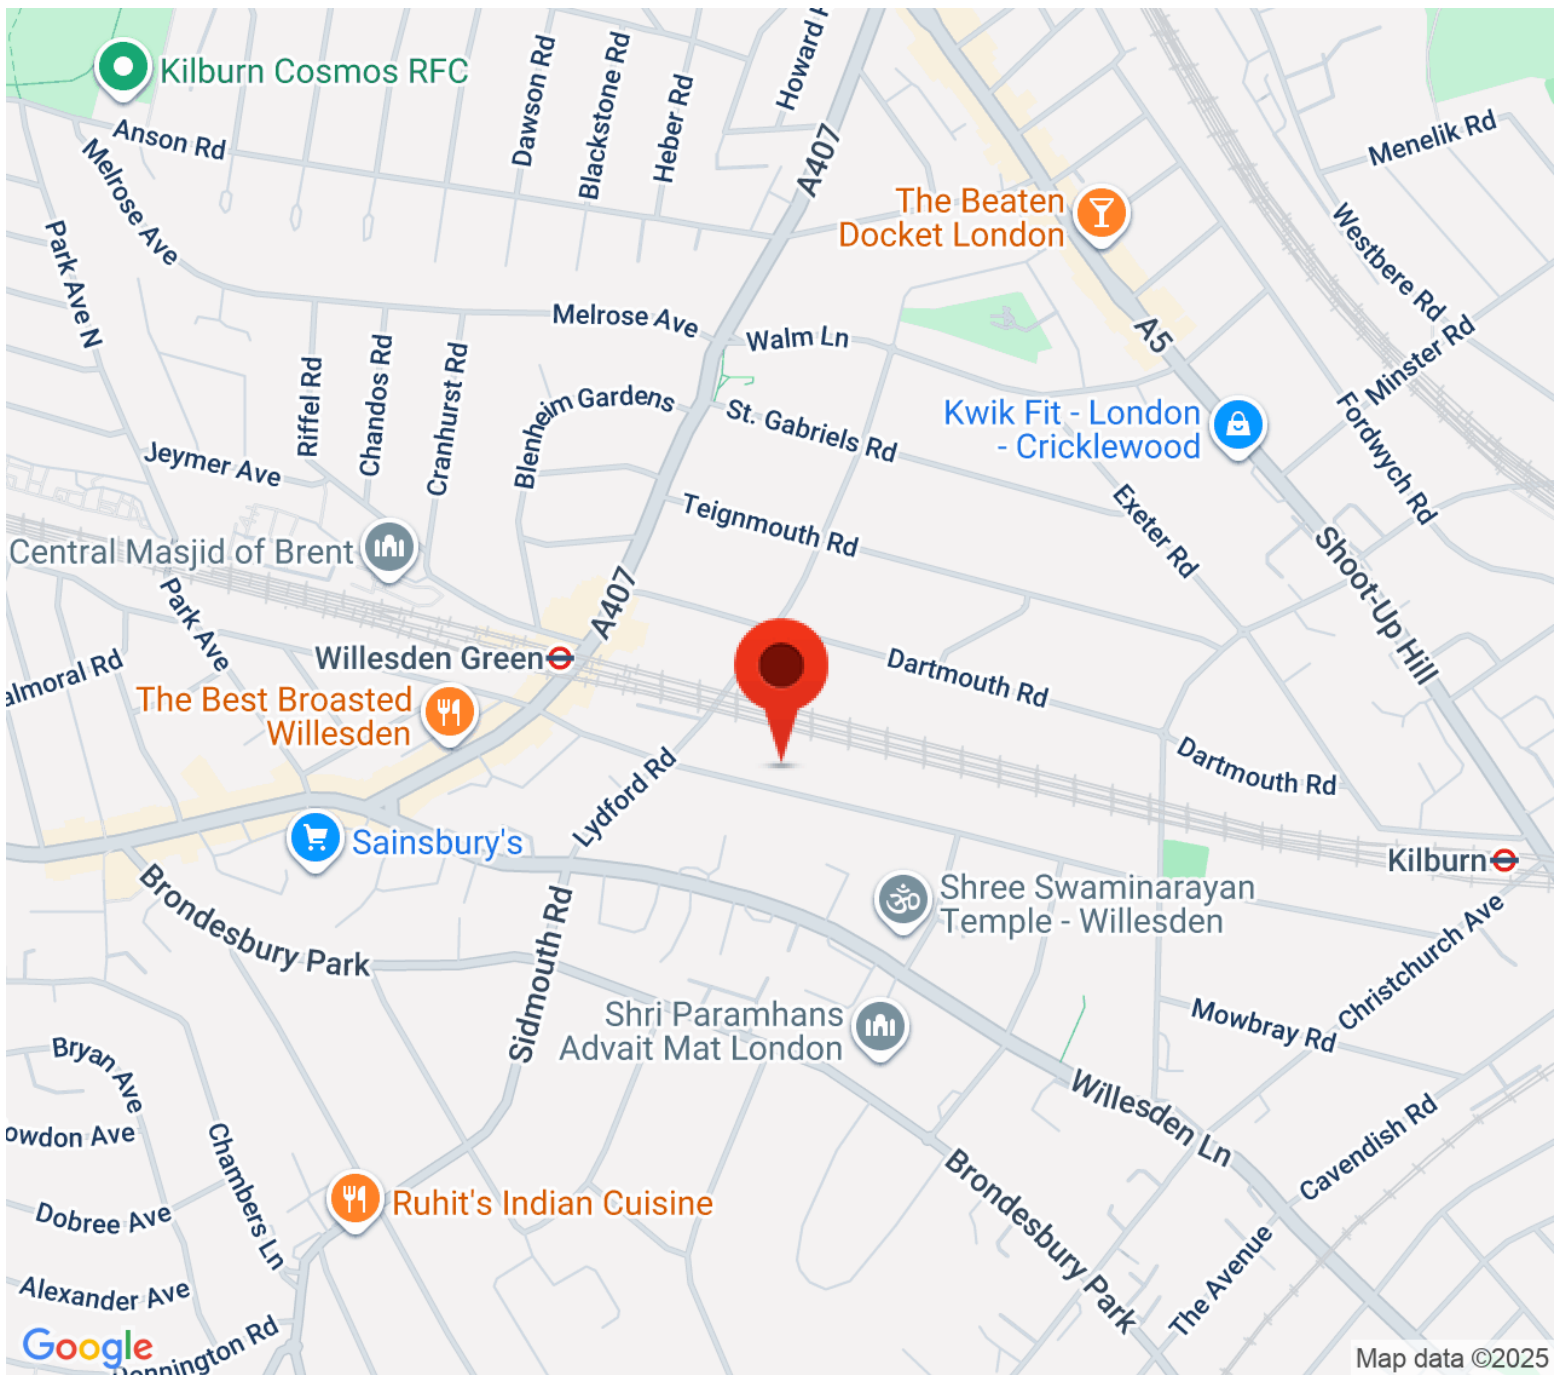 Kilburn Cosmos RFC
Anson Rd
Melrose Ave
Dawson Rd
Blackstone Rd
Heber Rd
A407
Menelik Rd
The Beaten
Docket London
Park Ave N
Westbere Rd
Melrose Ave
Walm Ln
A5
Minster Rd
Riffel Rd
Chandos Rd
Cranhurst Rd
Blenheim Gardens
St. Gabriels Rd
Kwik Fit - London
- Cricklewood
Fordwych Rd
Jeymer Ave
Teignmouth Rd
Exeter Rd
Central Masjid of Brent
Shoot-Up Hill
Park Ave
A407
Willesden Green
Dartmouth Rd
The Best Broasted
Willesden
Dartmouth Rd
Lydford Rd
Sainsbury's
Kilburn
Brondesbury Park
Shree Swaminarayan
Temple - Willesden
Sidmouth Rd
Christchurch Ave
Shri Paramhans
Advait Mat London
Mowbray Rd
Bryan Ave
Willesden Ln
Chambers Ln
Cavendish Rd
Brondesbury Park
Ruhit's Indian Cuisine
Dobree Ave
The Avenue
Alexander Ave
Google
Map data ©2025